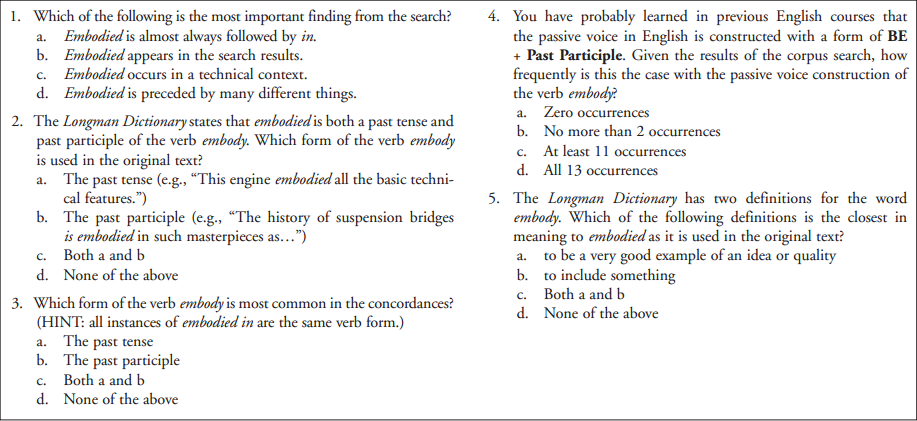 1. Which of the following is the most important finding from the search?
a. Embodied is almost always followed by in.
b. Embodied appears in the search results.
c. Embodied occurs in a technical context.
d. Embodied is preceded by many different things.
2. The Longman Dictionary states that embodied is both a past tense and
past participle of the verb embody. Which form of the verb embody
is used in the original text?
a. The past tense (e.g., “This engine embodied all the basic techni-
cal features.”)
b. The past participle (e.g., “The history of suspension bridges
is embodied in such masterpieces as…”)
c. Both a and b
d. None of the above
3. Which form of the verb embody is most common in the concordances?
(HINT: all instances of embodied in are the same verb form.)
a. The past tense
b. The past participle
c. Both a and b
d. None of the above
4. You have probably learned in previous English courses that
the passive voice in English is constructed with a form of BE
+ Past Participle. Given the results of the corpus search, how
frequently is this the case with the passive voice construction of
the verb embody?
a. Zero occurrences
b. No more than 2 occurrences
c. At least 11 occurrences
d. All 13 occurrences
5. The Longman Dictionary has two definitions for the word
embody. Which of the following definitions is the closest in
meaning to embodied as it is used in the original text?
a. to be a very good example of an idea or quality
b. to include something
c. Both a and b
d. None of the above